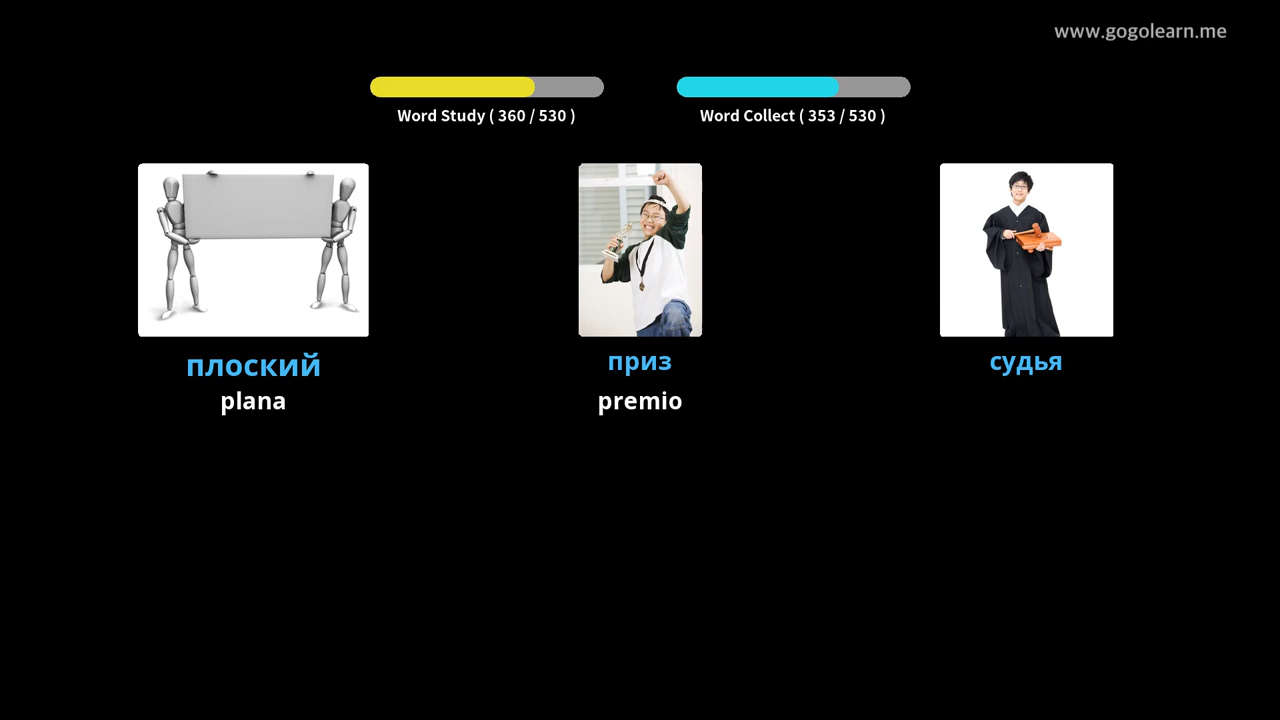 www.gogolearn.me
Word Study ( 360 / 530 )
Word Collect ( 353 / 530 )
плоский
plana
приз
premio
судья